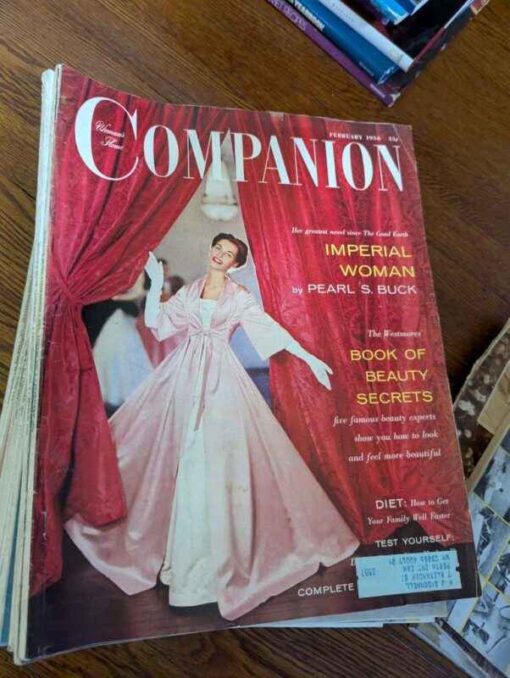 FEBRUARY 1956 35¢
Woman's
Home
COMPANION
Her greatest novel since The Good Earth
IMPERIAL
WOMAN
by PEARL S. BUCK
The Westmores
BOOK OF
BEAUTY
SECRETS
five famous beauty experts
show you how to look
and feel more beautiful
DIET: How to Get
Your Family Well Faster
TEST YOURSELF:
COMPLETE